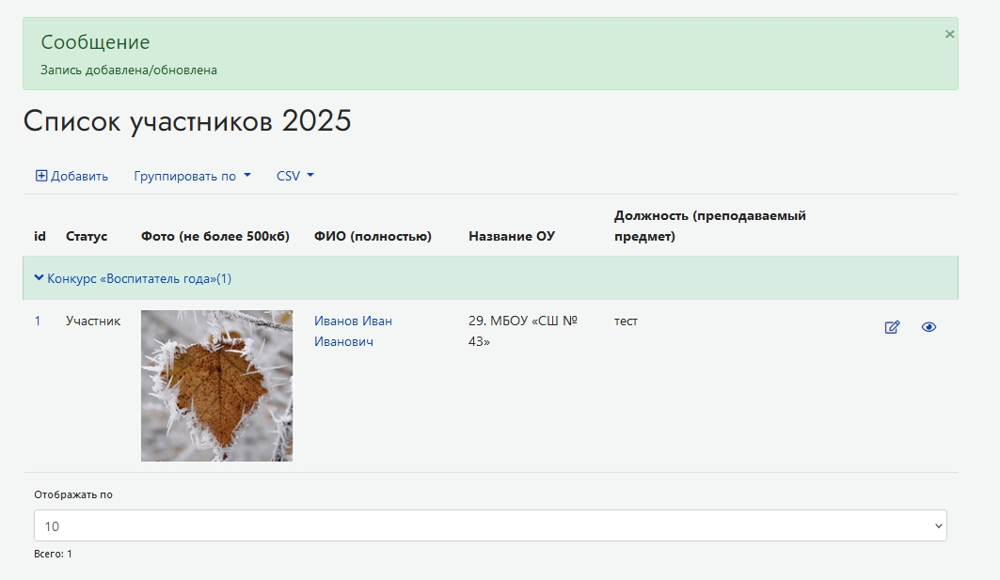 Сообщение
×
Запись добавлена/обновлена
Список участников 2025
Добавить Группировать по CSV
Должность (преподаваемый
id Статус Фото (не более 500кб) ФИО (полностью) Название ОУ предмет)
Конкурс «Воспитатель года»(1)
1 Участник Иванов Иван 29. МБОУ «СШ № тест
Иванович 43»
Отображать по
10
Всего: 1